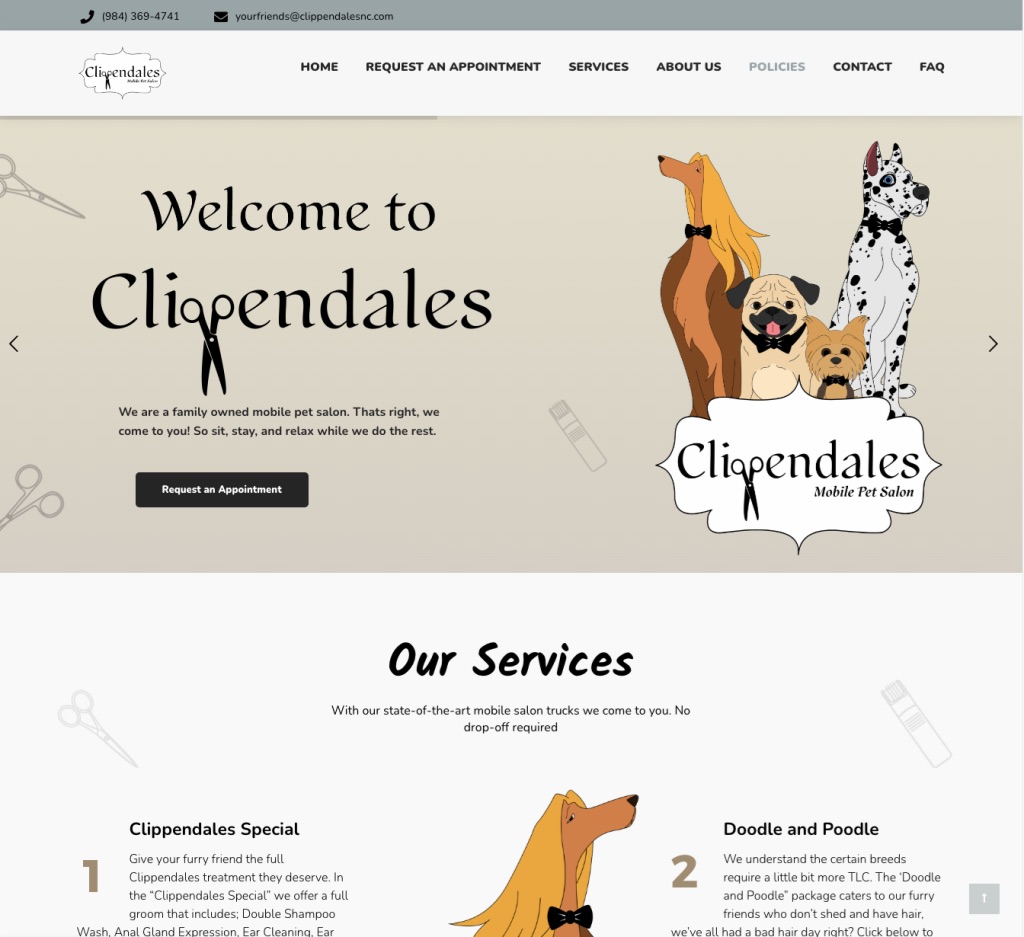 (984) 369-4741 yourfriends@clippendalesnc.com
Clippendales
Mobile Pet Salon
HOME REQUEST AN APPOINTMENT SERVICES ABOUT US POLICIES CONTACT FAQ
Welcome to
Clippendales
We are a family owned mobile pet salon. Thats right, we
come to you! So sit, stay, and relax while we do the rest.
Request an Appointment
Clippendales
Mobile Pet Salon
Our Services
With our state-of-the-art mobile salon trucks we come to you. No
drop-off required
1
Clippendales Special
Give your furry friend the full
Clippendales treatment they deserve. In
the “Clippendales Special” we offer a full
groom that includes; Double Shampoo
Wash, Anal Gland Expression, Ear Cleaning, Ear
2
Doodle and Poodle
We understand the certain breeds
require a little bit more TLC. The ‘Doodle
and Poodle” package caters to our furry
friends who don’t shed and have hair,
we’ve all had a bad hair day right? Click below to